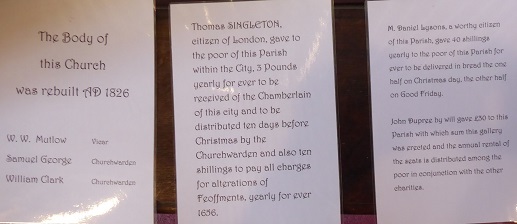 The Body of
this Church
was rebuilt AD 1826
W. W. Mutlow Vicar
Samuel George Churchwarden
William Clark Churchwarden
Thomas SINGLETON,
citizen of London, gave to
the poor of this Parish
within the City, 3 Pounds
yearly for ever to be
received of the Chamberlain
of this city and to be
distributed ten days before
Christmas by the
Churchwarden and also ten
shillings to pay all charges
for alterations of
Feoffments, yearly for ever
1656.
M. Daniel Lysons, a worthy citizen
of this Parish, gave 40 shillings
yearly to the poor of this Parish for
ever to be delivered in bread the one
half on Christmas day, the other half
on Good Friday.
John Dupree by will gave £50 to this
Parish with which sum this gallery
was erected and the annual rental of
the seats is distributed among the
poor in conjunction with the other
charities.